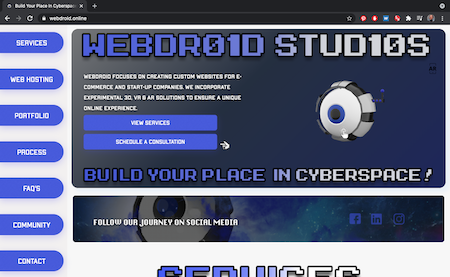 Build Your Place In Cyberspace
webdroid.online
SERVICES
WEB HOSTING
PORTFOLIO
PROCESS
FAQ'S
COMMUNITY
CONTACT
WEBDR01D STUD10S
WEBDROID FOCUSES ON CREATING CUSTOM WEBSITES FOR E-
COMMERCE AND START-UP COMPANIES. WE INCORPORATE
EXPERIMENTAL 3D, VR & AR SOLUTIONS TO ENSURE A UNIQUE
ONLINE EXPERIENCE.
VIEW SERVICES
SCHEDULE A CONSULTATION
BUILD YOUR PLACE IN CYBERSPACE!
FOLLOW OUR JOURNEY ON SOCIAL MEDIA
SERVICES